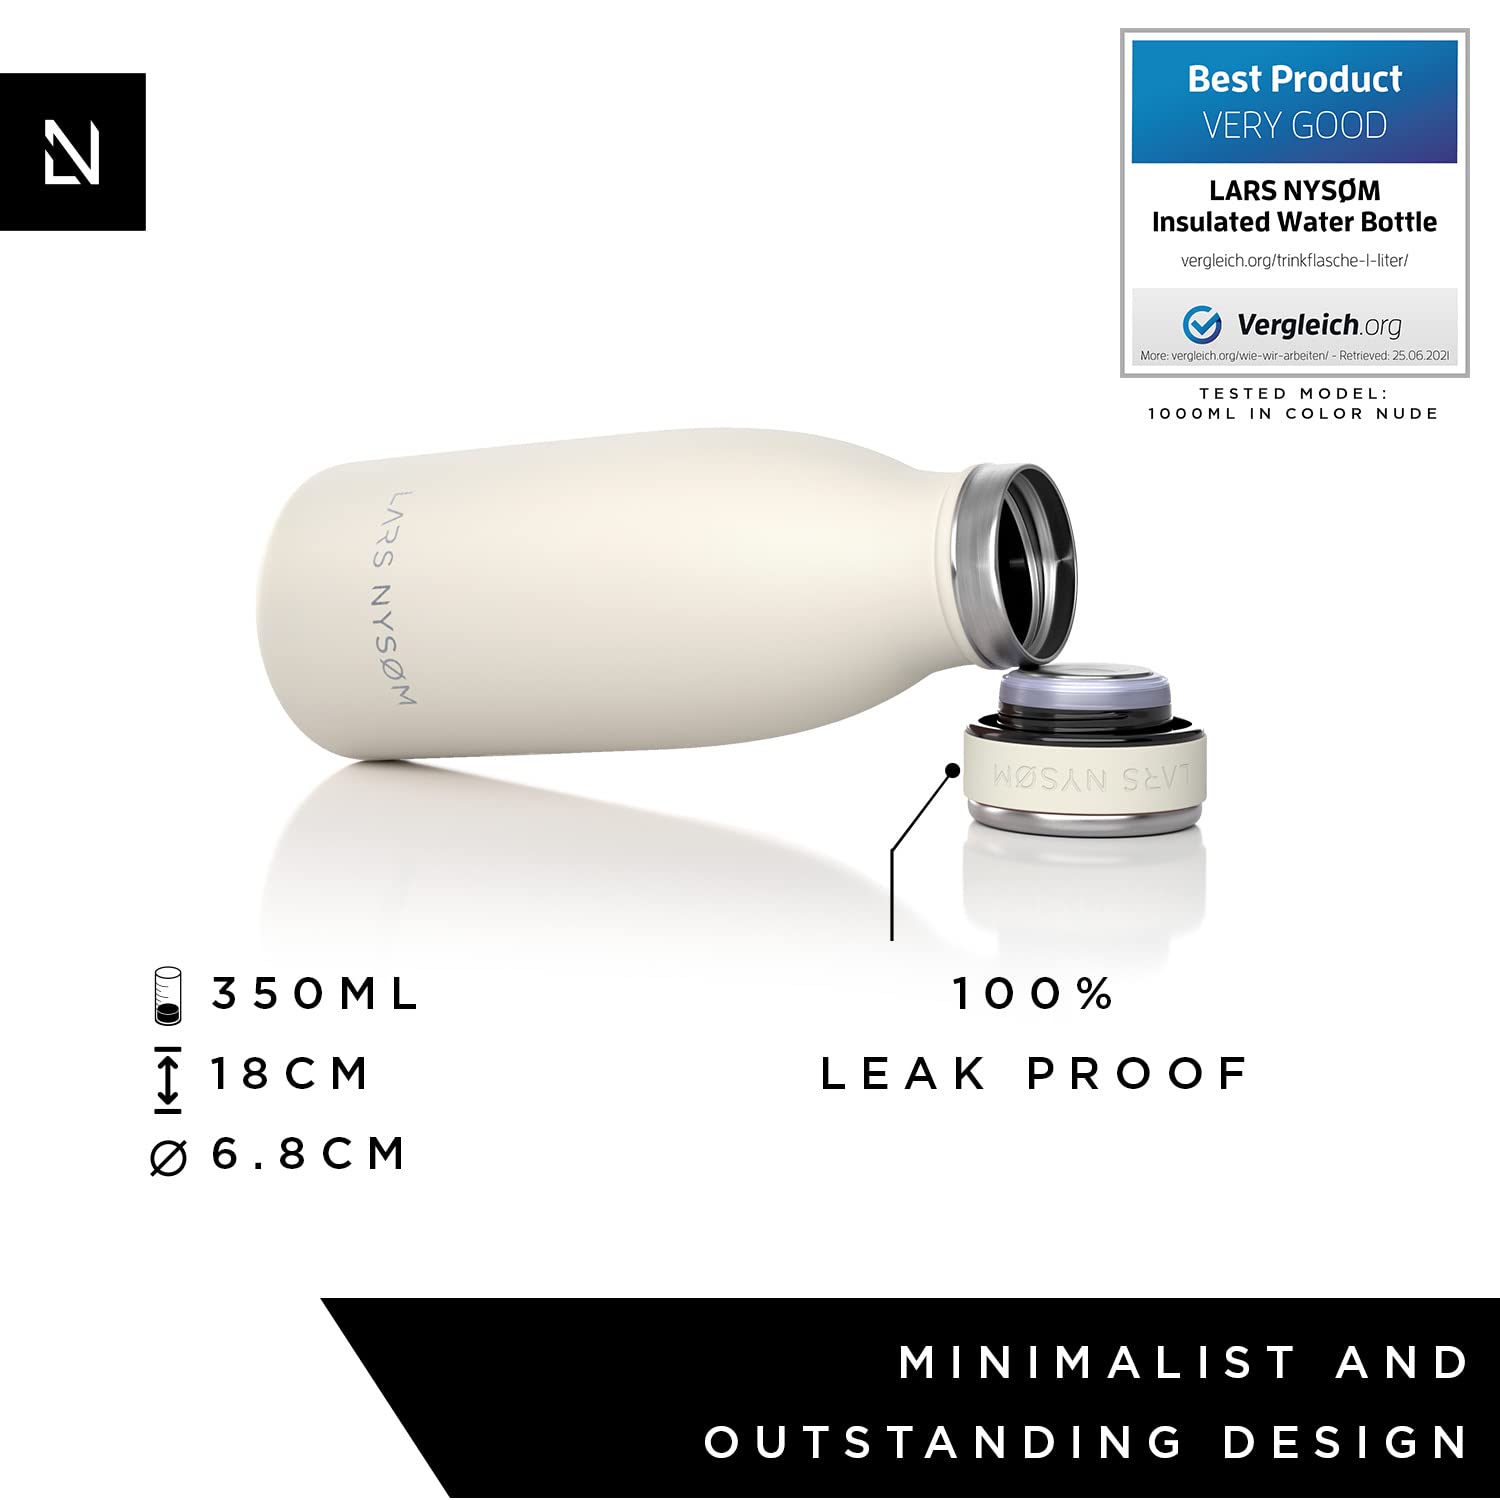 Best Product
VERY GOOD
LARS NYSØM
Insulated Water Bottle
vergleich.org/trinkflasche-1-liter/
Vergleich.org
More: vergleich.org/wie-wir-arbeiten/ - Retrieved: 25.06.2021
TESTED MODEL:
1000ML IN COLOR NUDE
LARS NYSØM
LARS NYSØM
350ML
18CM
Ø 6.8CM
100%
LEAK PROOF
MINIMALIST AND
OUTSTANDING DESIGN